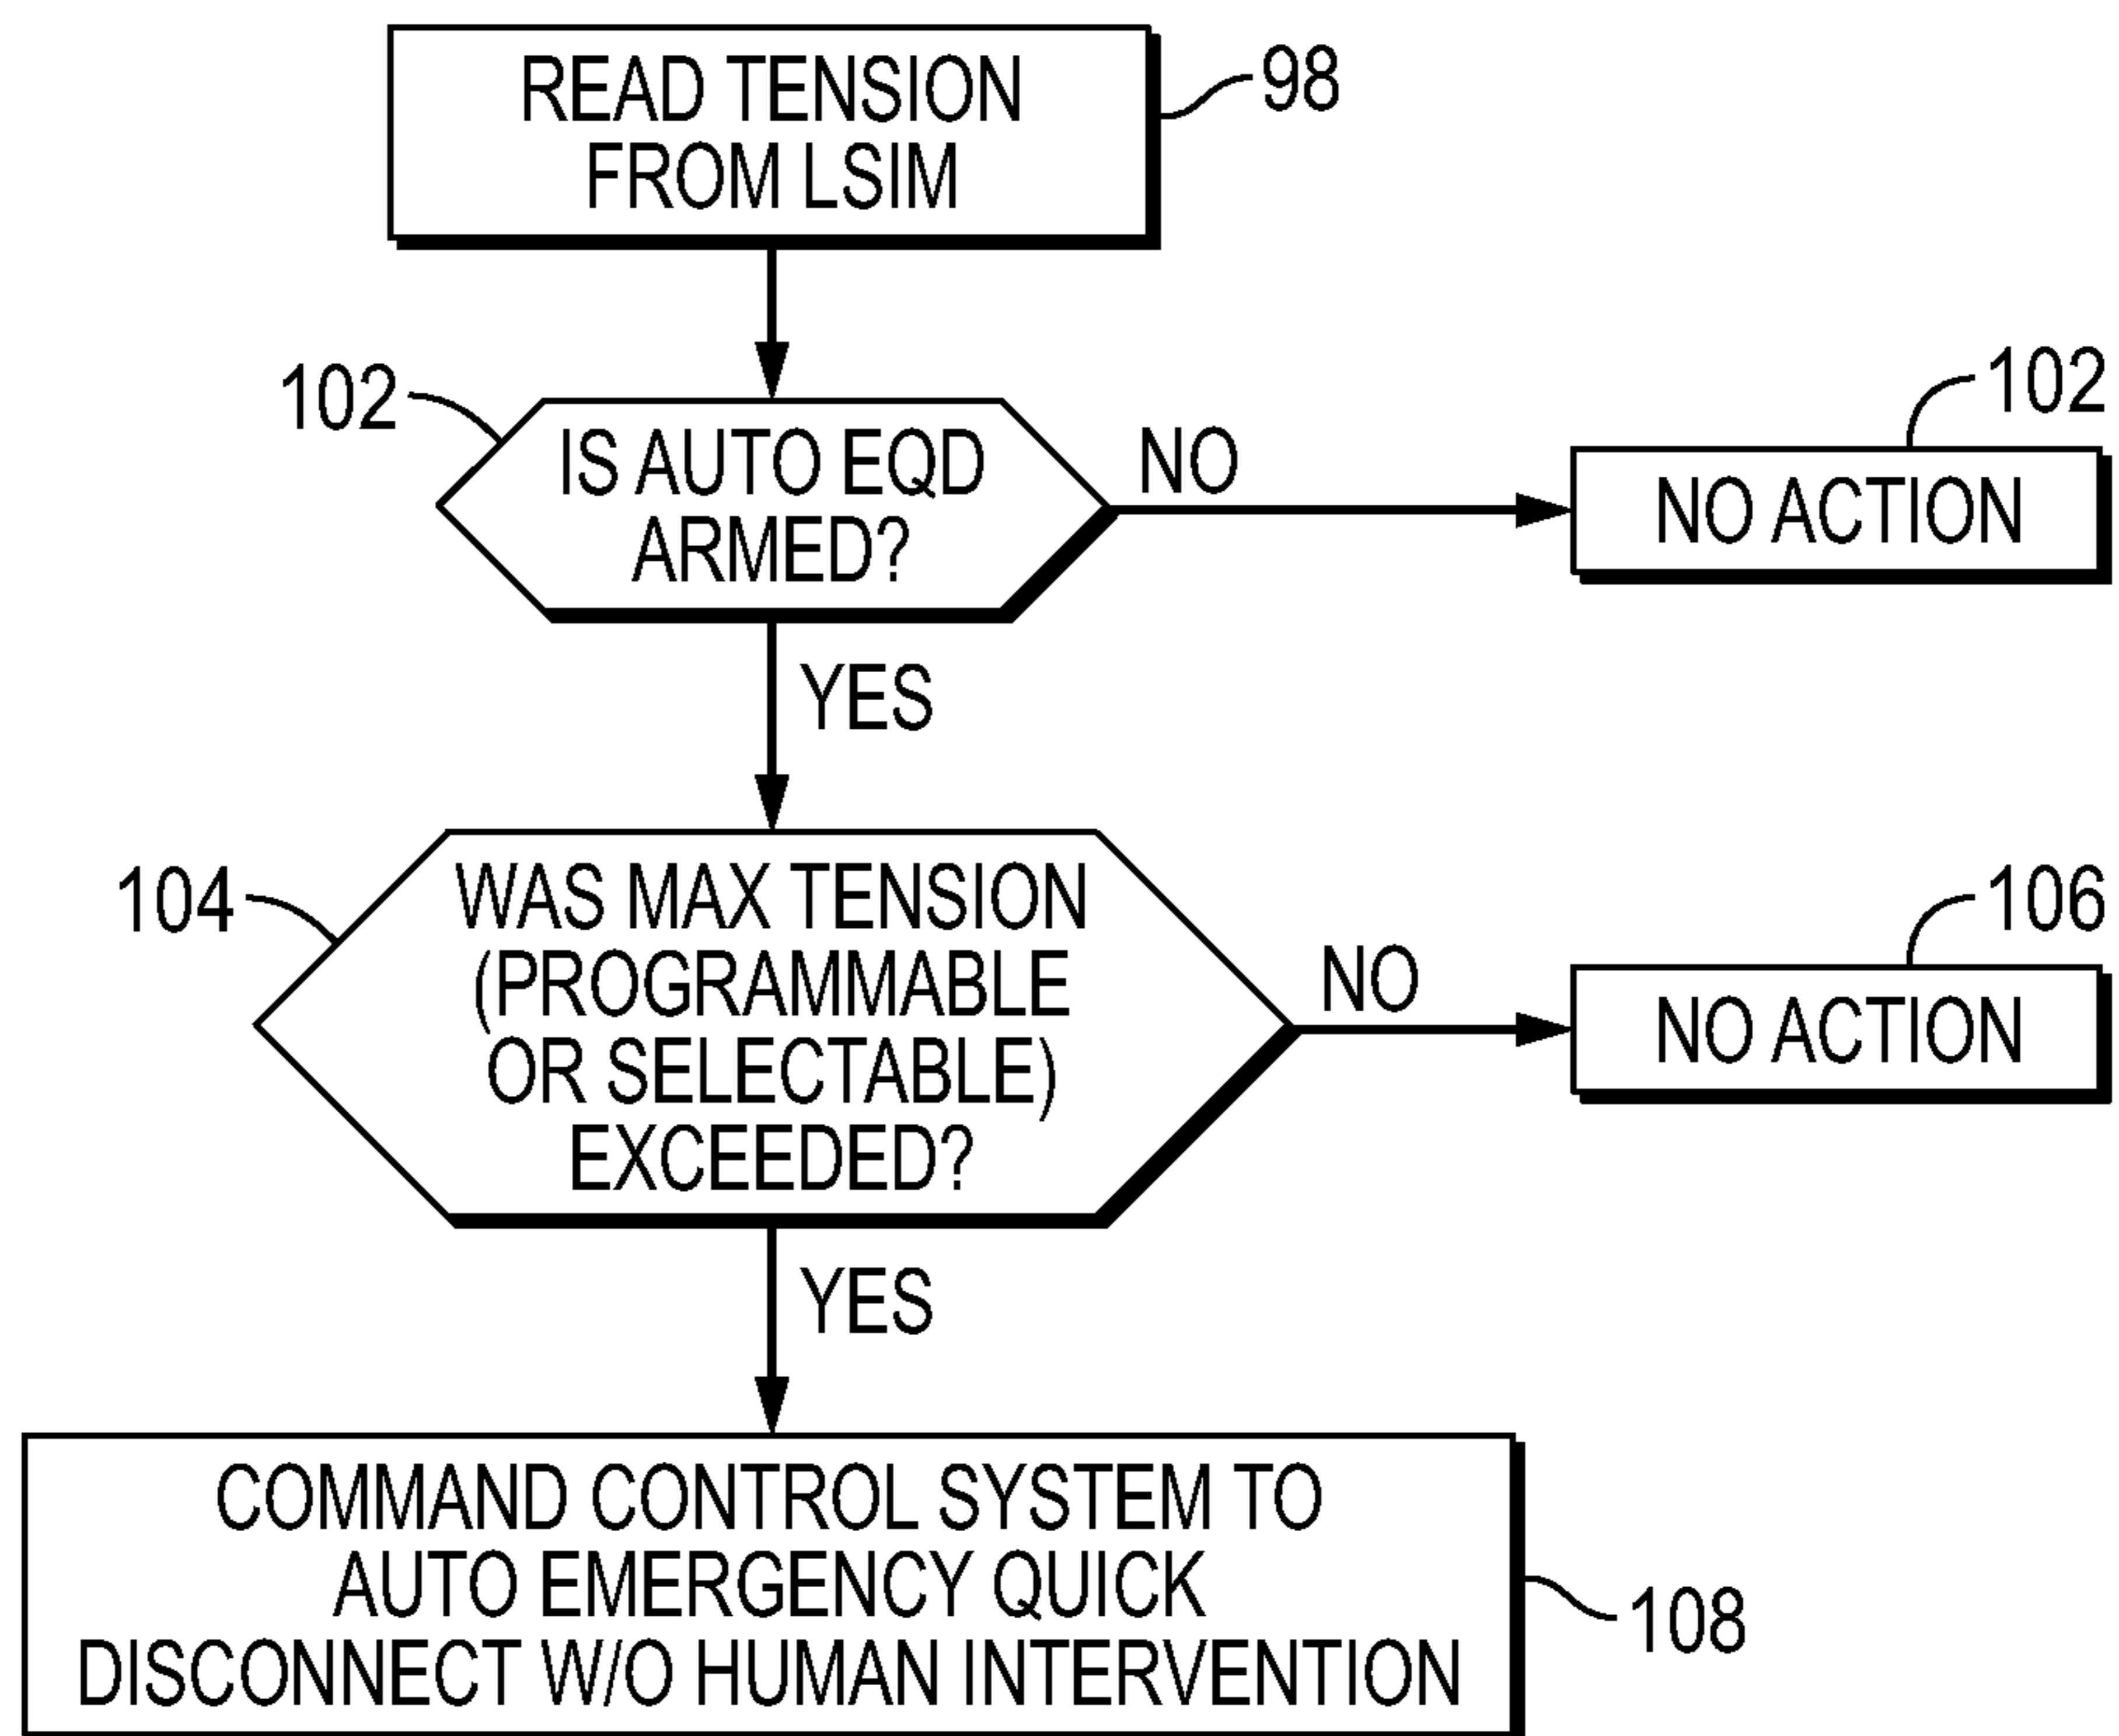 READ TENSION
FROM LSIM
98
102
IS AUTO EQD
ARMED?
NO
102
NO ACTION
YES
104
WAS MAX TENSION
(PROGRAMMABLE
OR SELECTABLE)
EXCEEDED?
NO
106
NO ACTION
YES
COMMAND CONTROL SYSTEM TO
AUTO EMERGENCY QUICK
DISCONNECT W/O HUMAN INTERVENTION
108